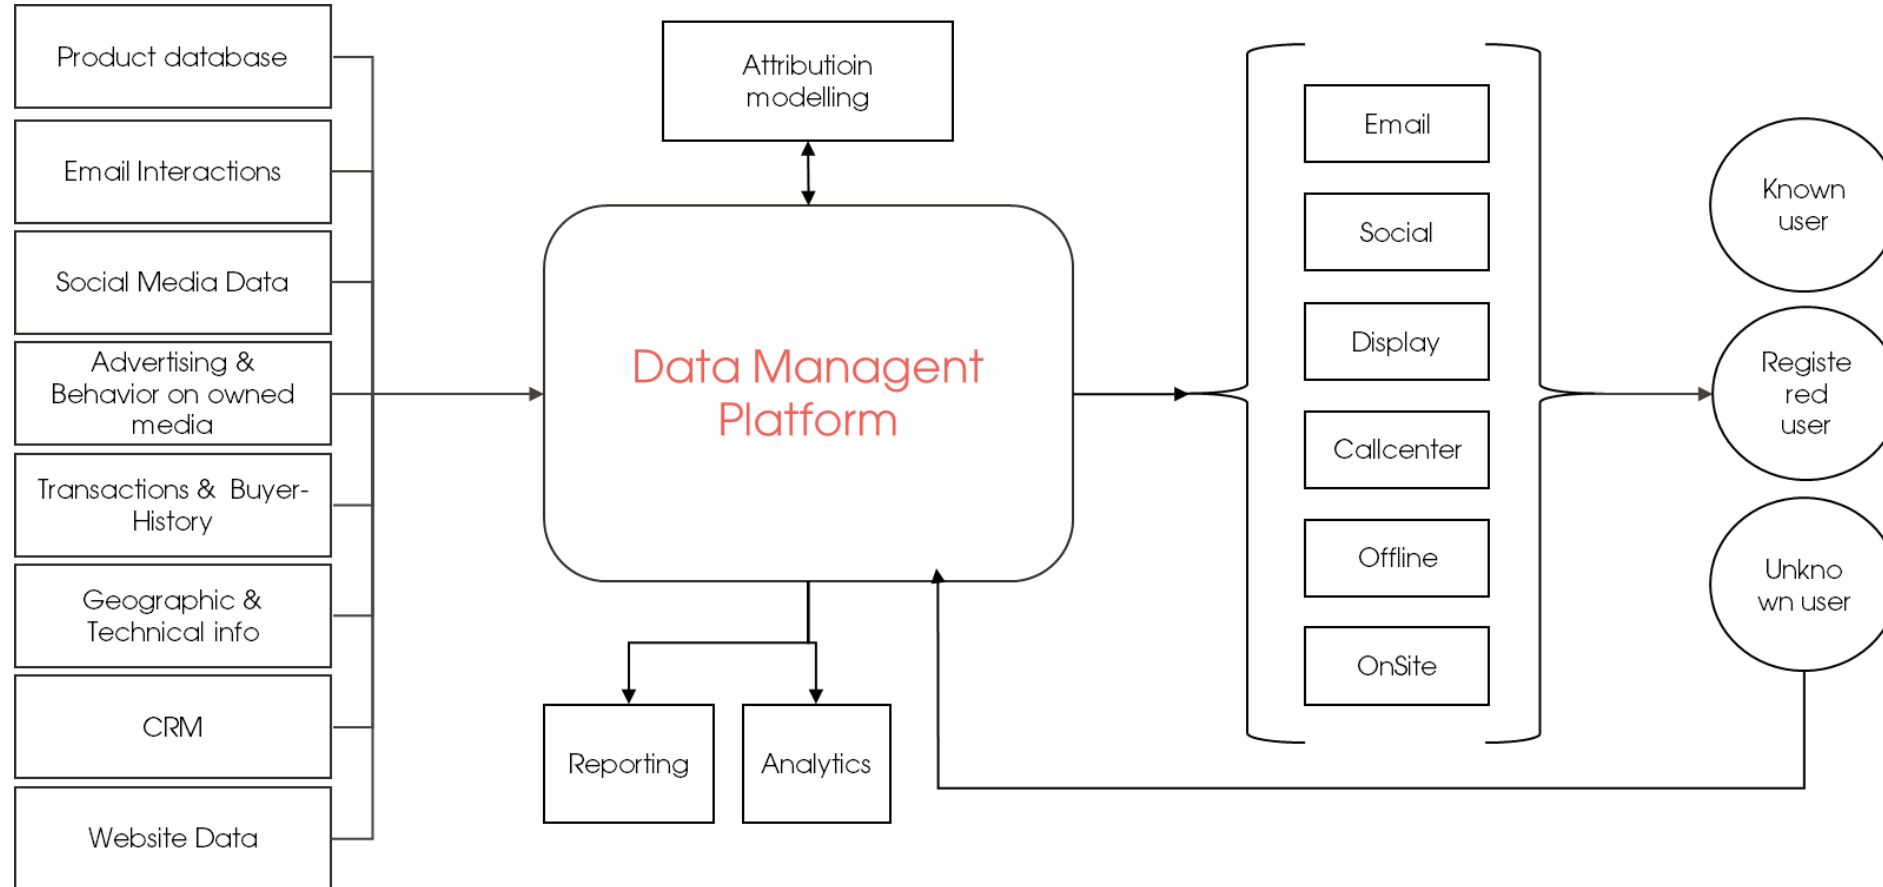 Product database
Email Interactions
Social Media Data
Advertising &
Behavior on owned
media
Transactions & Buyer-
History
Geographic &
Technical info
CRM
Website Data
Attributioin
modelling
Data Managent
Platform
Reporting
Analytics
Email
Social
Display
Callcenter
Offline
OnSite
Known
user
Registe
red
user
Unkno
wn user